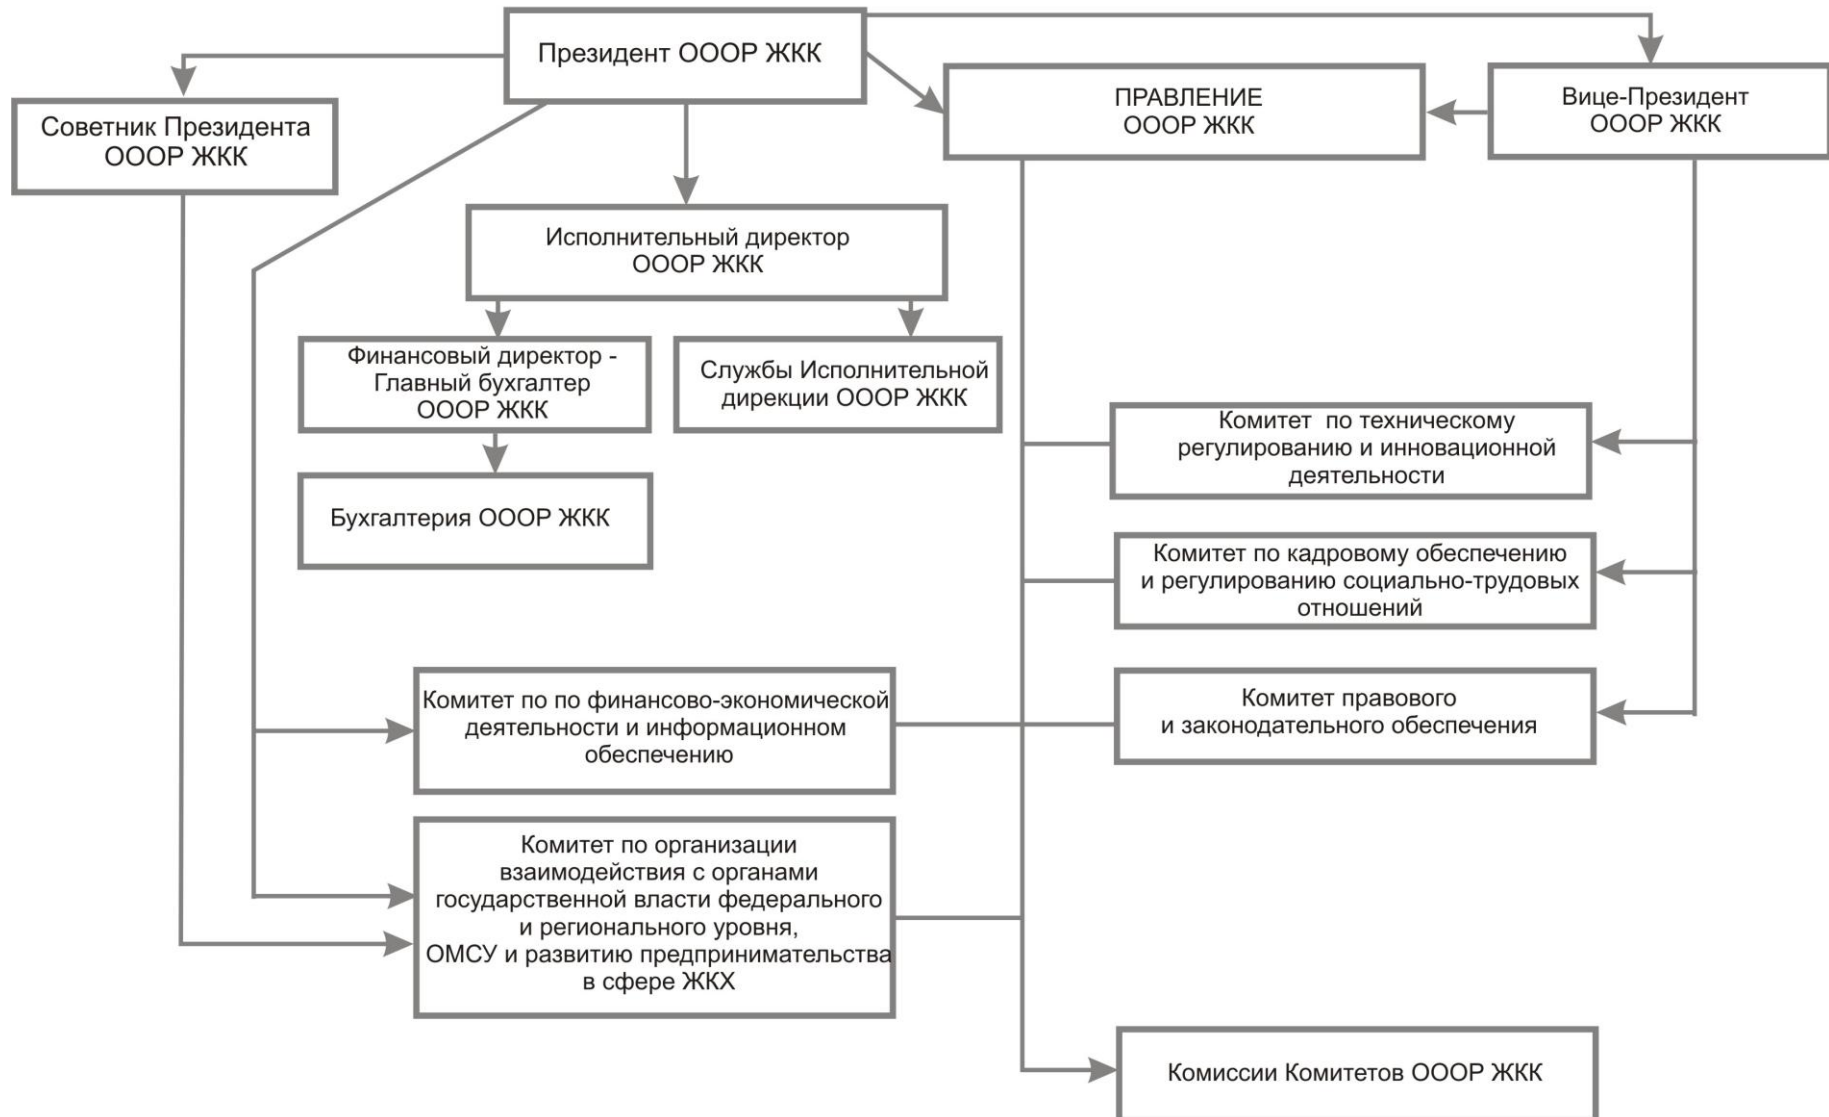 Президент ОООР ЖКК
Советник Президента
ОООР ЖКК
ПРАВЛЕНИЕ
ОООР ЖКК
Вице-Президент
ОООР ЖКК
Исполнительный директор
ОООР ЖКК
Финансовый директор -
Главный бухгалтер
ОООР ЖКК
Службы Исполнительной
дирекции ОООР ЖКК
Бухгалтерия ОООР ЖКК
Комитет по техническому
регулированию и инновационной
деятельности
Комитет по кадровому обеспечению
и регулированию социально-трудовых
отношений
Комитет по по финансово-экономической
деятельности и информационном
обеспечению
Комитет правового
и законодательного обеспечения
Комитет по организации
взаимодействия с органами
государственной власти федерального
и регионального уровня,
ОМСУ и развитию предпринимательства
в сфере ЖКХ
Комиссии Комитетов ОООР ЖКК